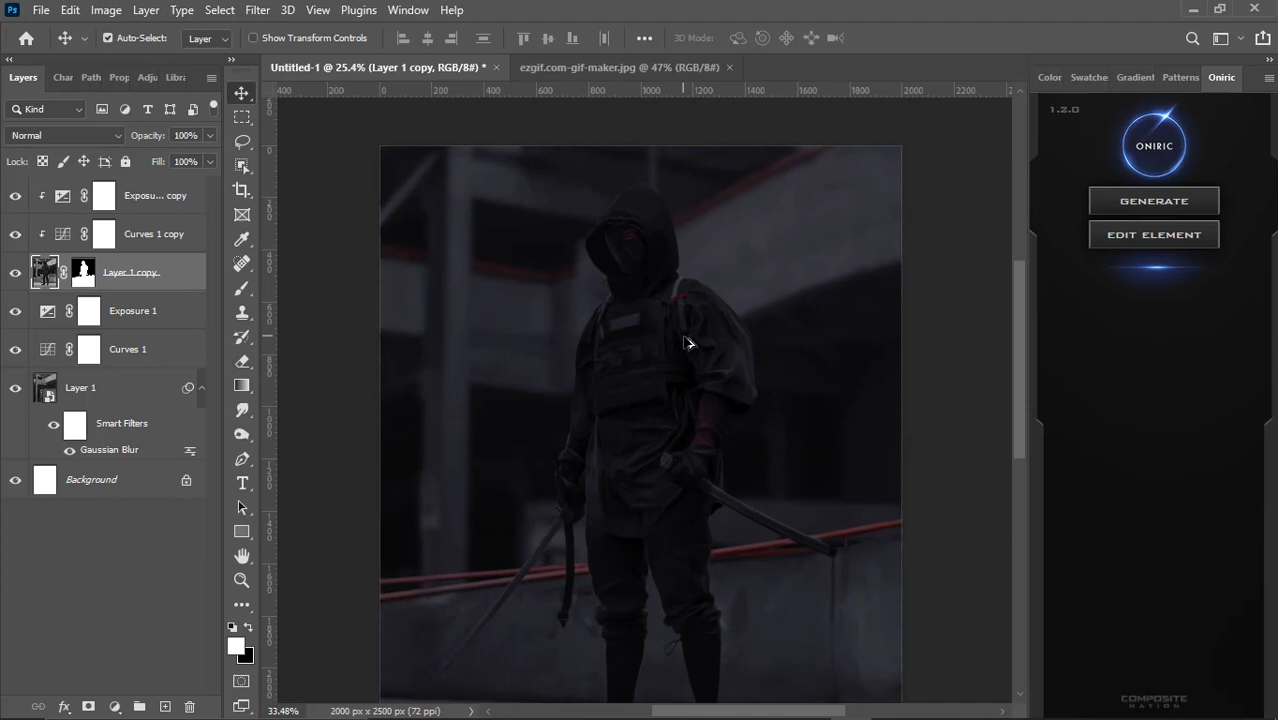 Ps File Edit Image Layer Type Select Filter 3D View Plugins Window Help
Auto-Select: Layer Show Transform Controls 3D Mode:
Layers Char Path Prop Adju Libra
Untitled-1 @ 25.4% (Layer 1 copy, RGB/8#) * ezgif.com-gif-maker.jpg @ 47% (RGB/8#)
Color Swatche Gradient Patterns Oniric
400 200 0 200 400 600 800 1000 1200 1400 1600 1800 2000 2200
Kind
Normal Opacity: 100%
Lock: Fill: 100%
Exposu... copy
Curves 1 copy
Layer 1 copy
Exposure 1
Curves 1
Layer 1
Smart Filters
Gaussian Blur
Background
T
33.48% 2000 px x 2500 px (72 ppi)
1.2.0
ONIRIC
GENERATE
EDIT ELEMENT
COMPOSITE
NATION